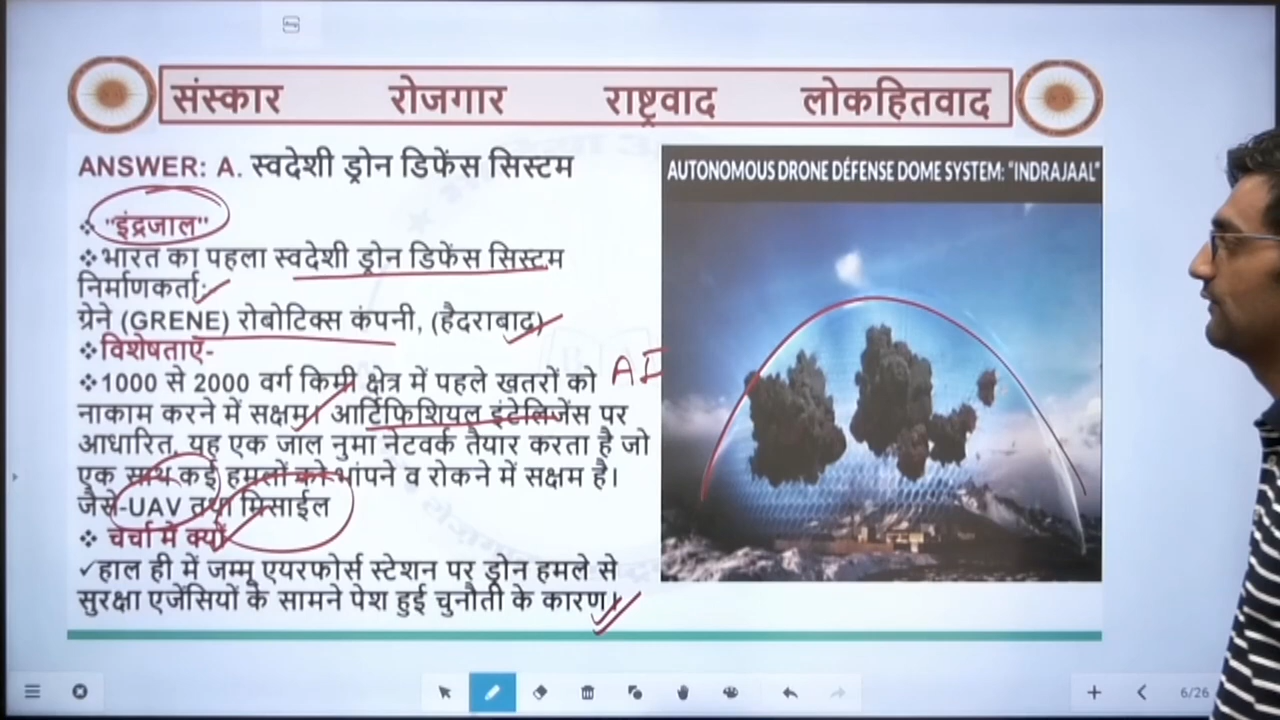 संस्कार रोजगार राष्ट्रवाद लोकहितवाद
ANSWER: A. स्वदेशी ड्रोन डिफेंस सिस्टम
❖ "इंद्रजाल"
❖भारत का पहला स्वदेशी ड्रोन डिफेंस सिस्टम
निर्माणकर्ता:
ग्रेने (GRENE) रोबोटिक्स कंपनी, (हैदराबाद)
❖विशेषताएँ-
❖1000 से 2000 वर्ग किमी क्षेत्र में पहले खतरों को
AI
नाकाम करने में सक्षम। आर्टिफिशियल इंटेलिजेंस पर
आधारित, यह एक जाल नुमा नेटवर्क तैयार करता है जो
एक साथ कई हमलों को भांपने व रोकने में सक्षम है।
जैसे-UAV तथा मिसाईल
❖ चर्चा में क्यों
✓हाल ही में जम्मू एयरफोर्स स्टेशन पर ड्रोन हमले से
सुरक्षा एजेंसियों के सामने पेश हुई चुनौती के कारण।
AUTONOMOUS DRONE DÉFENSE DOME SYSTEM: "INDRAJAAL"
6/26